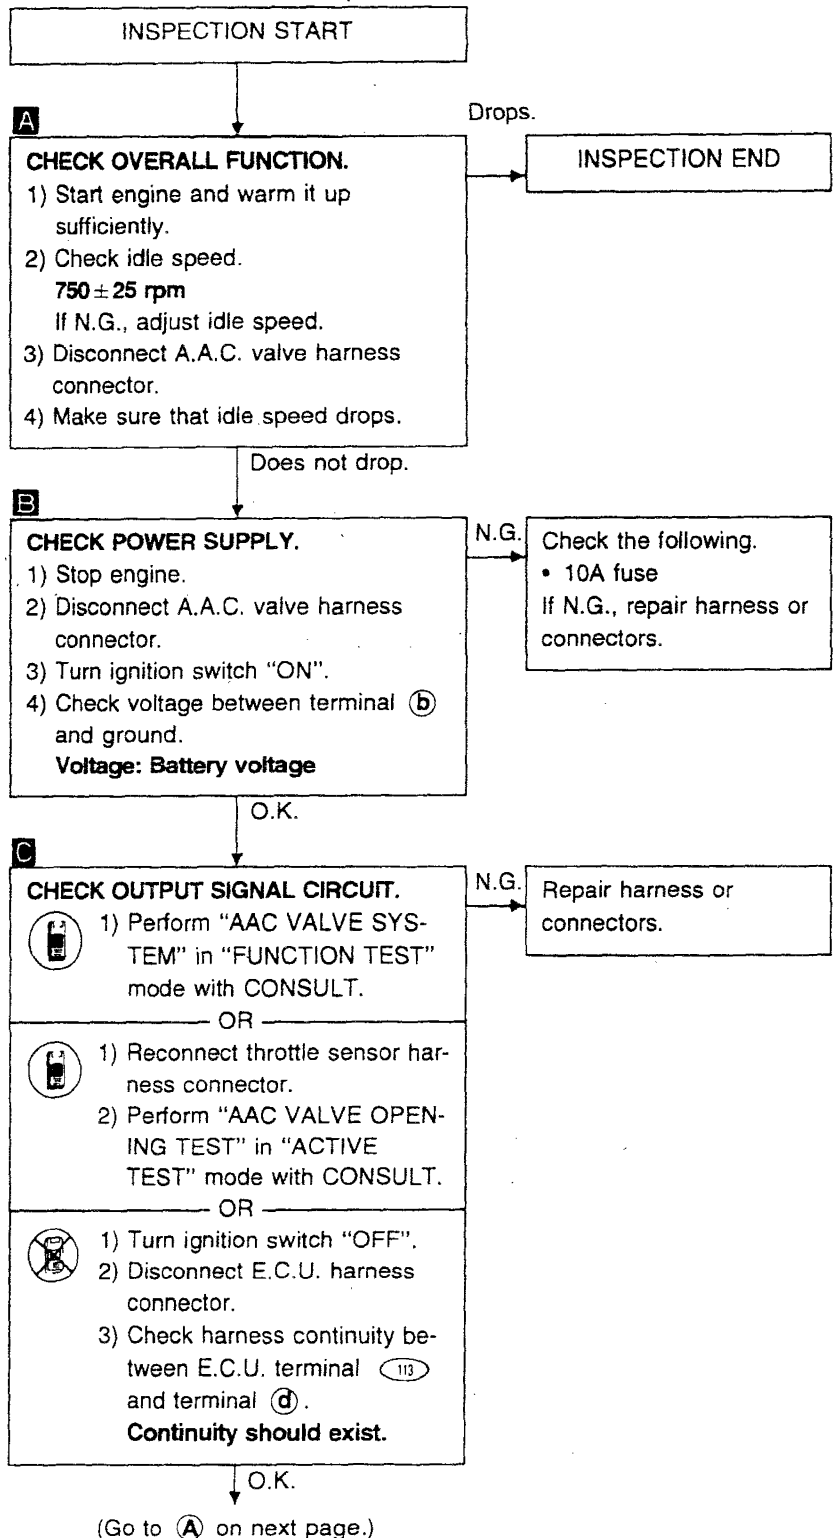 INSPECTION START
A
Drops.
CHECK OVERALL FUNCTION.
1) Start engine and warm it up
sufficiently.
2) Check idle speed.
750±25 rpm
If N.G., adjust idle speed.
3) Disconnect A.A.C. valve harness
connector.
4) Make sure that idle speed drops.
INSPECTION END
Does not drop.
B
CHECK POWER SUPPLY.
1) Stop engine.
2) Disconnect A.A.C. valve harness
connector.
3) Turn ignition switch "ON".
4) Check voltage between terminal ⓑ
and ground.
Voltage: Battery voltage
N.G.
Check the following.
• 10A fuse
If N.G., repair harness or
connectors.
O.K.
C
CHECK OUTPUT SIGNAL CIRCUIT.
1) Perform "AAC VALVE SYS-
TEM" in "FUNCTION TEST"
mode with CONSULT.
OR
1) Reconnect throttle sensor har-
ness connector.
2) Perform "AAC VALVE OPEN-
ING TEST" in "ACTIVE
TEST" mode with CONSULT.
OR
1) Turn ignition switch "OFF".
2) Disconnect E.C.U. harness
connector.
3) Check harness continuity be-
tween E.C.U. terminal 113
and terminal ⓓ.
Continuity should exist.
N.G.
Repair harness or
connectors.
O.K.
(Go to Ⓐ on next page.)